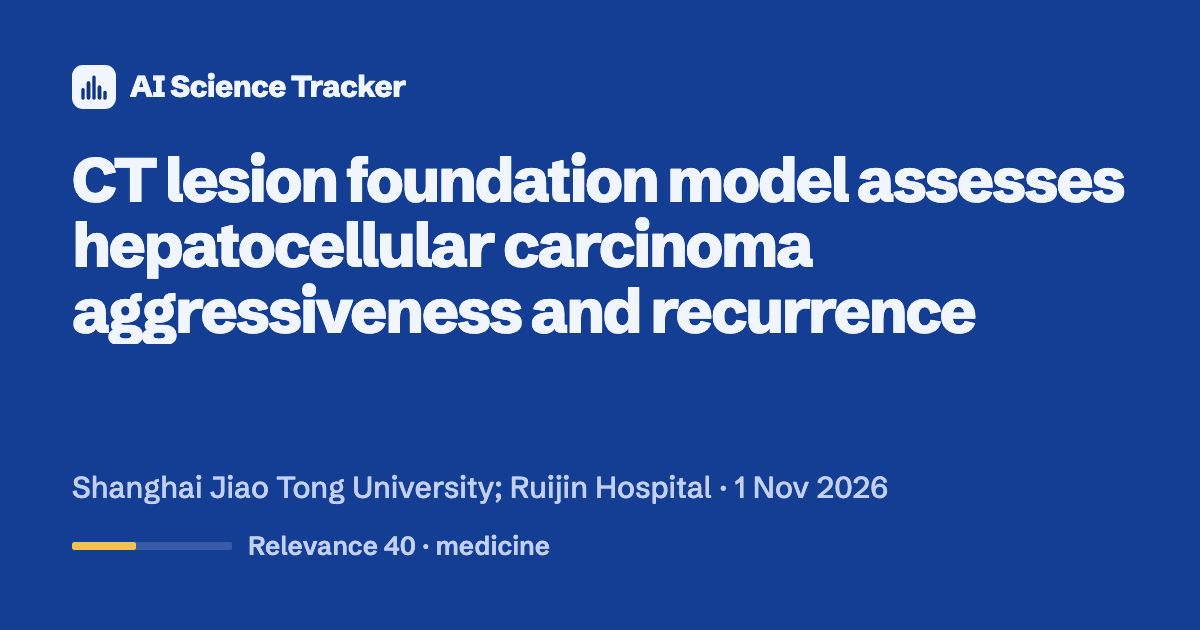 AI Science Tracker
CT lesion foundation model assesses
hepatocellular carcinoma
aggressiveness and recurrence
Shanghai Jiao Tong University; Ruijin Hospital · 1 Nov 2026
Relevance 40 · medicine